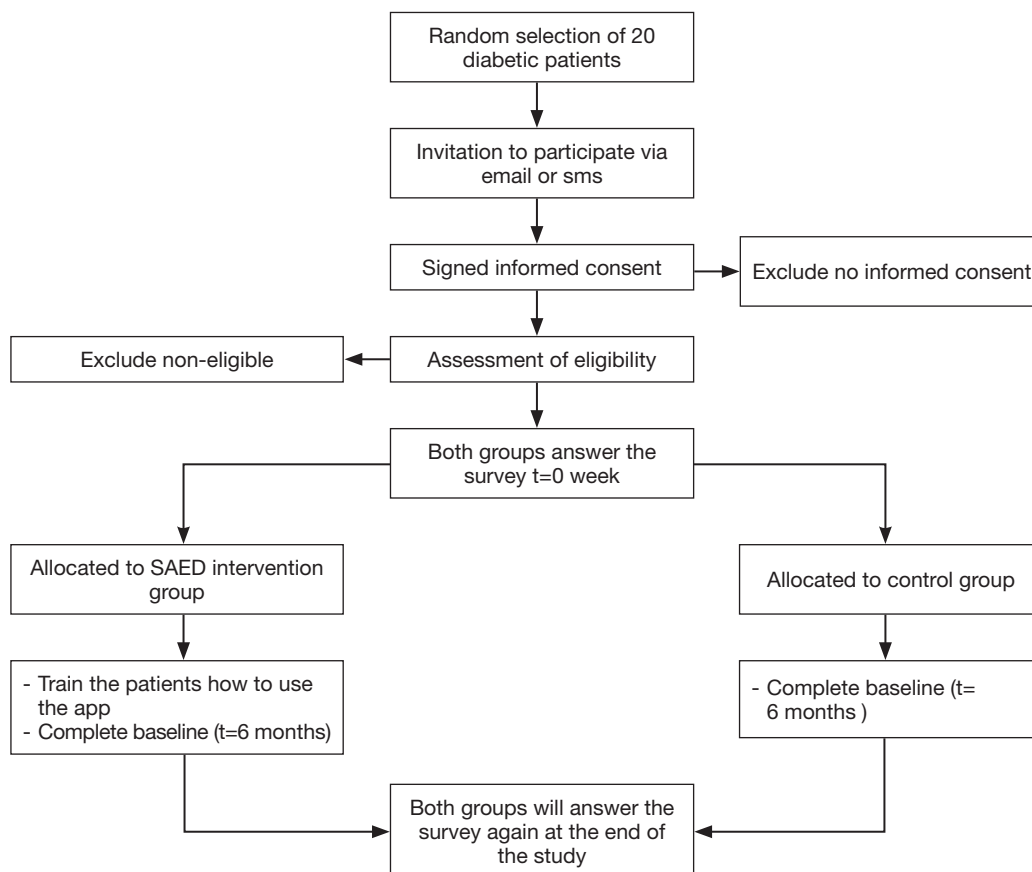 Random selection of 20
diabetic patients
Invitation to participate via
email or sms
Signed informed consent
Exclude no informed consent
Exclude non-eligible
Assessment of eligibility
Both groups answer the
survey t=0 week
Allocated to SAED intervention
group
Allocated to control group
- Train the patients how to use
the app
- Complete baseline (t=6 months)
- Complete baseline (t=
6 months )
Both groups will answer the
survey again at the end of
the study